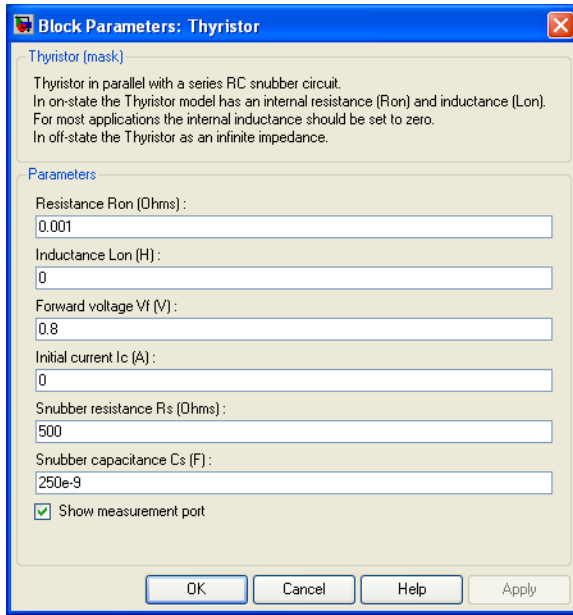 Block Parameters: Thyristor
Thyristor (mask)
Thyristor in parallel with a series RC snubber circuit.
In on-state the Thyristor model has an internal resistance (Ron) and inductance (Lon).
For most applications the internal inductance should be set to zero.
In off-state the Thyristor as an infinite impedance.
Parameters
Resistance Ron (Ohms) :
0.001
Inductance Lon (H) :
0
Forward voltage Vf (V) :
0.8
Initial current Ic (A) :
0
Snubber resistance Rs (Ohms) :
500
Snubber capacitance Cs (F) :
250e-9
Show measurement port
OK Cancel Help Apply